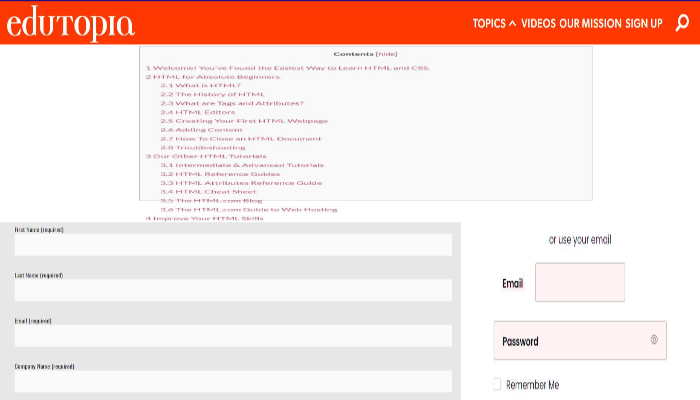 edutopia
TOPICS VIDEOS OUR MISSION SIGN UP
Contents [hide]
1 Welcome! You've Found the Easiest Way to Learn HTML and CSS.
2 HTML for Absolute Beginners
2.1 What is HTML?
2.2 The History of HTML
2.3 What are Tags and Attributes?
2.4 HTML Editors
2.5 Creating Your First HTML Webpage
2.6 Adding Content
2.7 How To Close an HTML Document
2.8 Troubleshooting
3 Our Other HTML Tutorials
3.1 Intermediate & Advanced Tutorials
3.2 HTML Reference Guides
3.3 HTML Attributes Reference Guide
3.4 HTML Cheat Sheet
3.5 The HTML.com Blog
3.6 The HTML.com Guide to Web Hosting
4 Improve Your HTML Skills
First Name (required)
Last Name (required)
Email (required)
Company Name (required)
or use your email
Email
Password
Remember Me